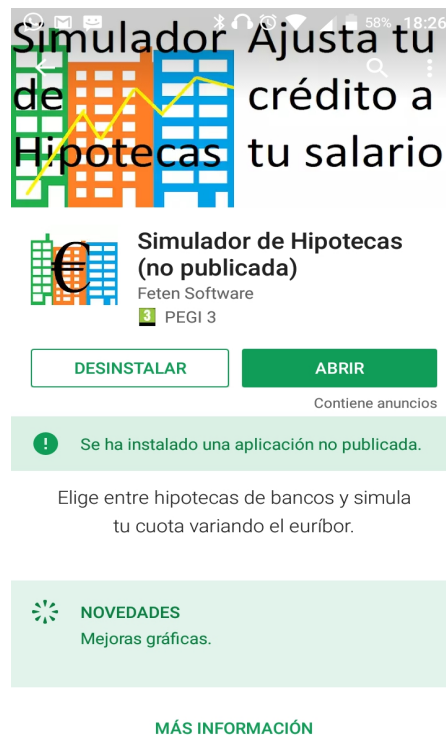 58% 18:26
Simulador Ajusta tu
de crédito a
Hipotecas tu salario
€
Simulador de Hipotecas
(no publicada)
Feten Software
3 PEGI 3
DESINSTALAR ABRIR
Contiene anuncios
! Se ha instalado una aplicación no publicada.
Elige entre hipotecas de bancos y simula
tu cuota variando el euríbor.
NOVEDADES
Mejoras gráficas.
MÁS INFORMACIÓN